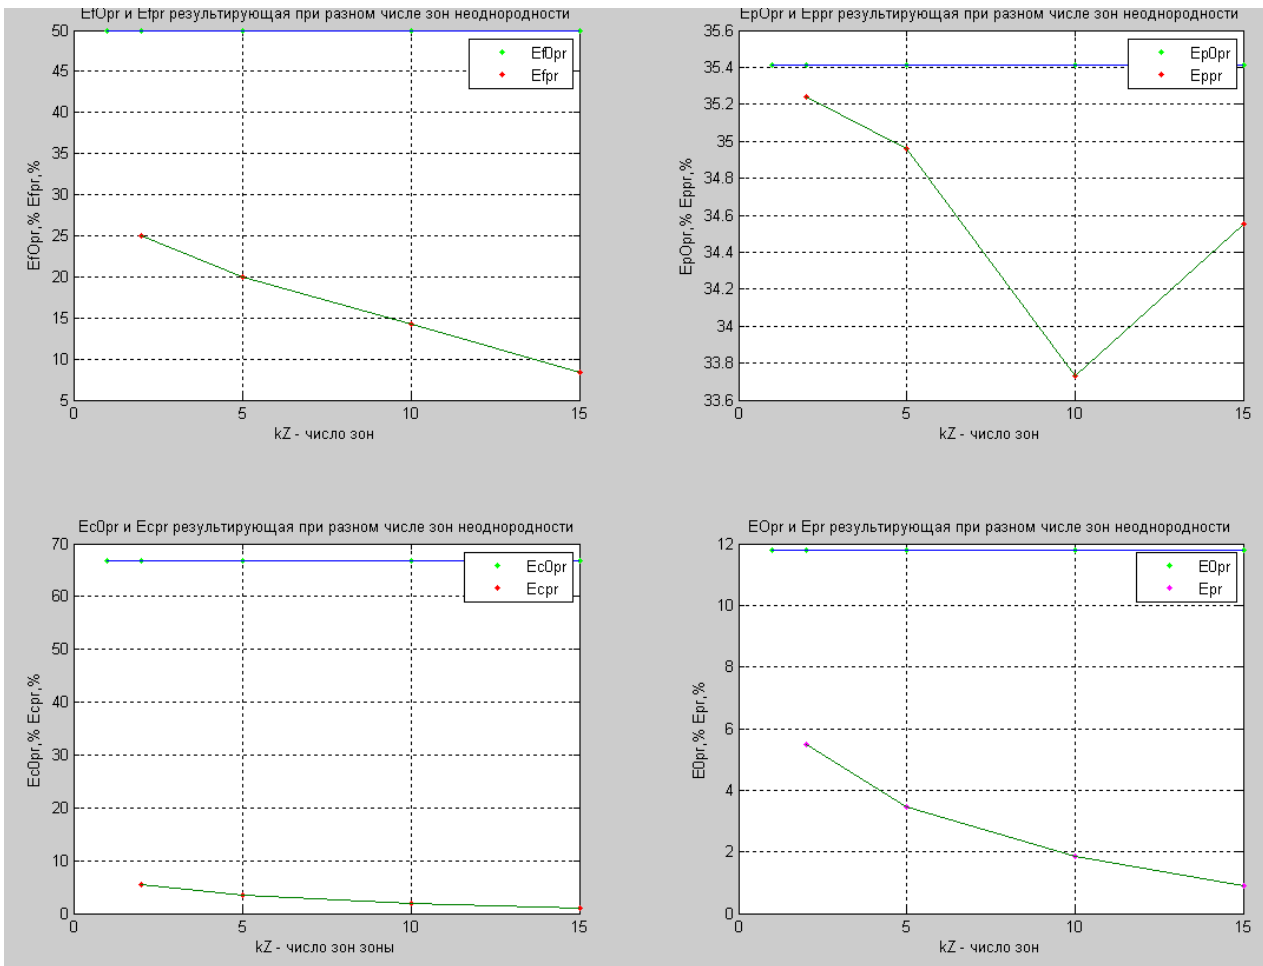 EfOpr и Efpr результирующая при разном числе зон неоднородности
50
45
40
35
30
25
20
15
10
5
0
5
10
15
EfOpr,% Efpr,%
kZ - число зон
Ef0pr
Efpr
EpOpr и Eppr результирующая при разном числе зон неоднородности
35.6
35.4
35.2
35
34.8
34.6
34.4
34.2
34
33.8
33.6
0
5
10
15
EpOpr,% Eppr,%
kZ - число зон
Ep0pr
Eppr
Ec0pr и Ecpr результирующая при разном числе зон неоднородности
70
60
50
40
30
20
10
0
0
5
10
15
Ec0pr,% Ecpr,%
kZ - число зон зоны
Ec0pr
Ecpr
EOpr и Epr результирующая при разном числе зон неоднородности
12
10
8
6
4
2
0
0
5
10
15
E0pr,% Epr,%
kZ - число зон
E0pr
Epr